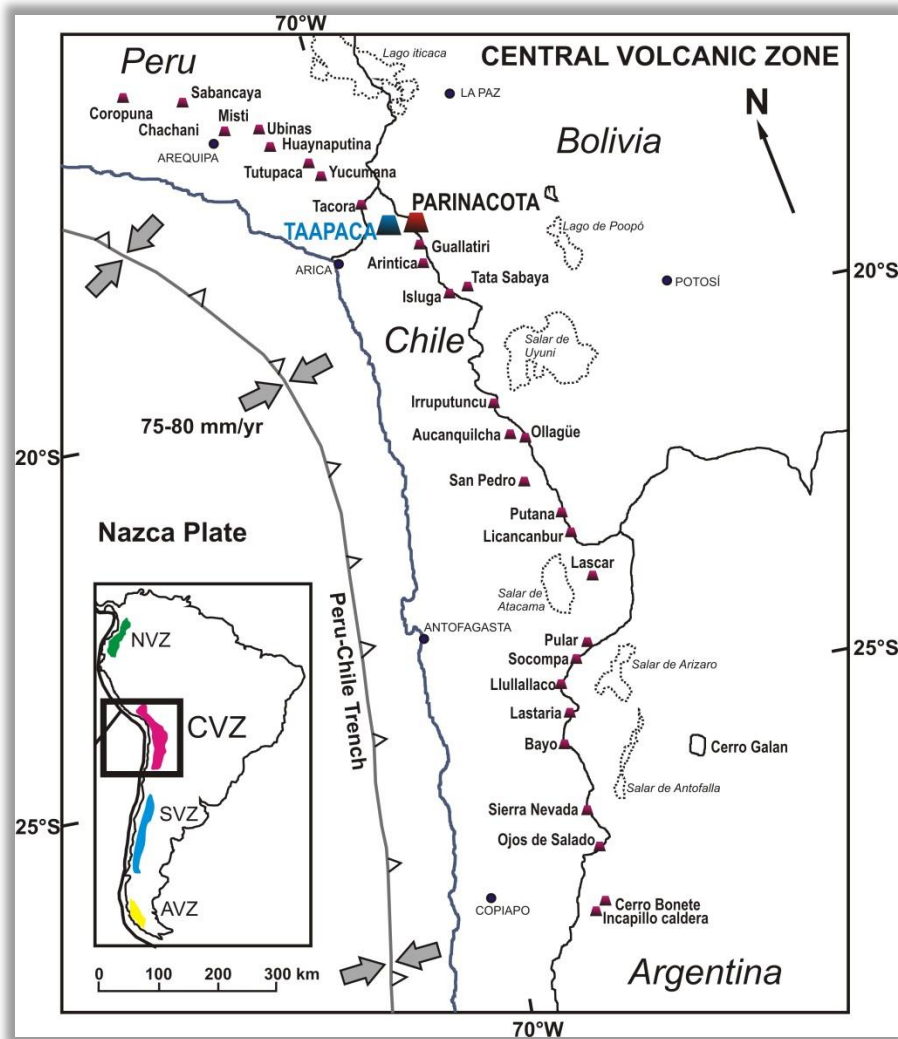 70°W
CENTRAL VOLCANIC ZONE
Peru
Lago iticaca
N
LA PAZ
Bolivia
Coropuna
Sabancaya
Chachani
Misti
Ubinas
AREQUIPA
Huaynaputina
Tutupaca
Yucumana
Tacora
PARINACOTA
TAAPACA
Lago de Poopó
Guallatiri
ARICA
Arintica
20°S
Tata Sabaya
POTOSÍ
Isluga
Chile
Salar de
Uyuni
Irruputuncu
75-80 mm/yr
Aucanquilcha
Ollagüe
20°S
San Pedro
Putana
Nazca Plate
Licancanbur
Lascar
Salar de
Atacama
Peru-Chile Trench
ANTOFAGASTA
Pular
25°S
Socompa
Salar de Arizaro
Llullallaco
Lastaria
Bayo
Cerro Galan
Salar de Antofalla
NVZ
CVZ
SVZ
AVZ
Sierra Nevada
25°S
Ojos de Salado
COPIAPO
Cerro Bonete
Incapillo caldera
0 100 200 300 km
Argentina
70°W